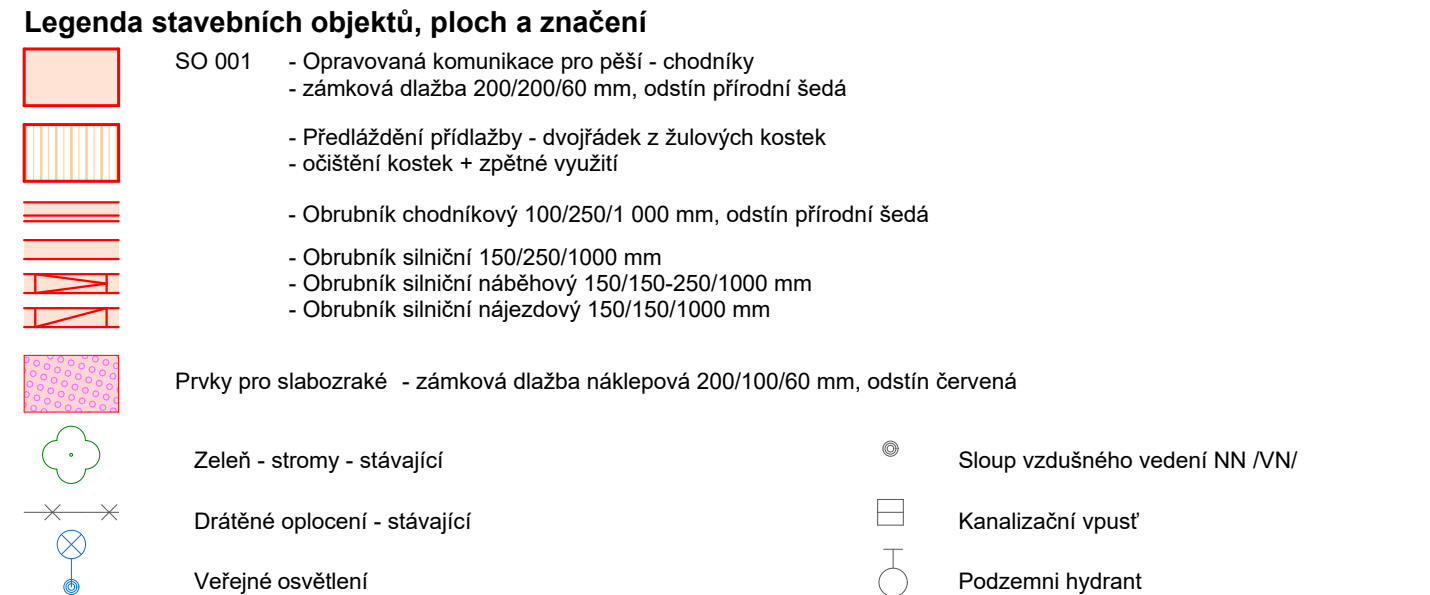 Legenda stavebních objektů, ploch a značení
SO 001 - Opravovaná komunikace pro pěší - chodníky
- zámková dlažba 200/200/60 mm, odstín přírodní šedá
- Předláždění přídlažby - dvojřádek z žulových kostek
- očištění kostek + zpětné využití
- Obrubník chodníkový 100/250/1 000 mm, odstín přírodní šedá
- Obrubník silniční 150/250/1000 mm
- Obrubník silniční náběhový 150/150-250/1000 mm
- Obrubník silniční nájezdový 150/150/1000 mm
Prvky pro slabozraké - zámková dlažba náklepová 200/100/60 mm, odstín červená
Zeleň - stromy - stávající
Sloup vzdušného vedení NN /VN/
Drátěné oplocení - stávající
Kanalizační vpusť
Veřejné osvětlení
Podzemni hydrant